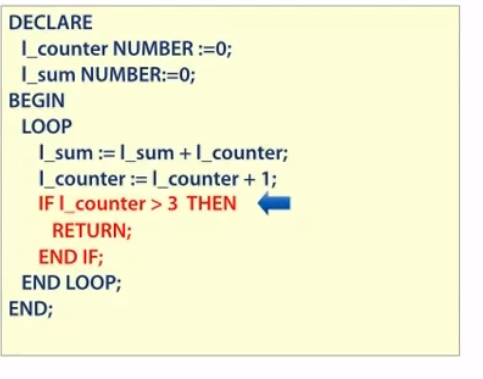 DECLARE
l_counter NUMBER :=0;
l_sum NUMBER:=0;
BEGIN
LOOP
l_sum := l_sum + l_counter;
l_counter := l_counter + 1;
IF l_counter > 3 THEN
RETURN;
END IF;
END LOOP;
END;